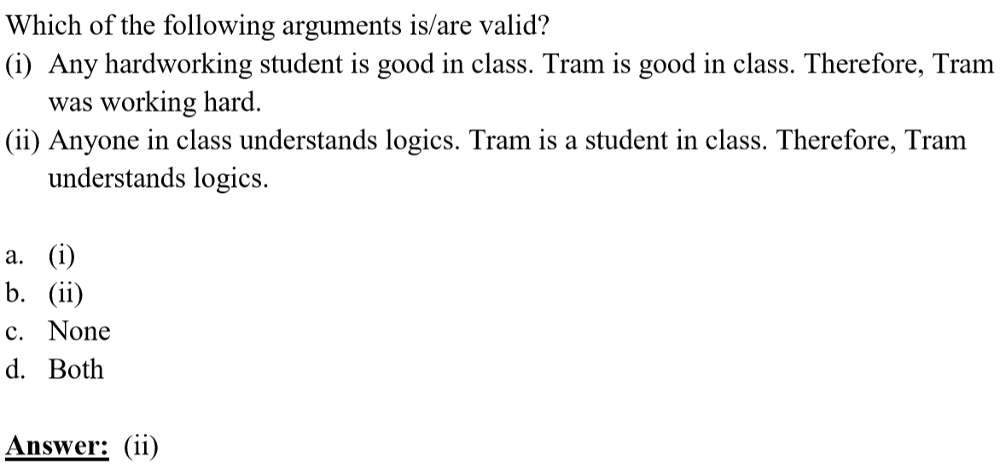 Which of the following arguments is/are valid?
(i) Any hardworking student is good in class. Tram is good in class. Therefore, Tram
was working hard.
(ii) Anyone in class understands logics. Tram is a student in class. Therefore, Tram
understands logics.
a. (i)
b. (ii)
c. None
d. Both
Answer: (ii)